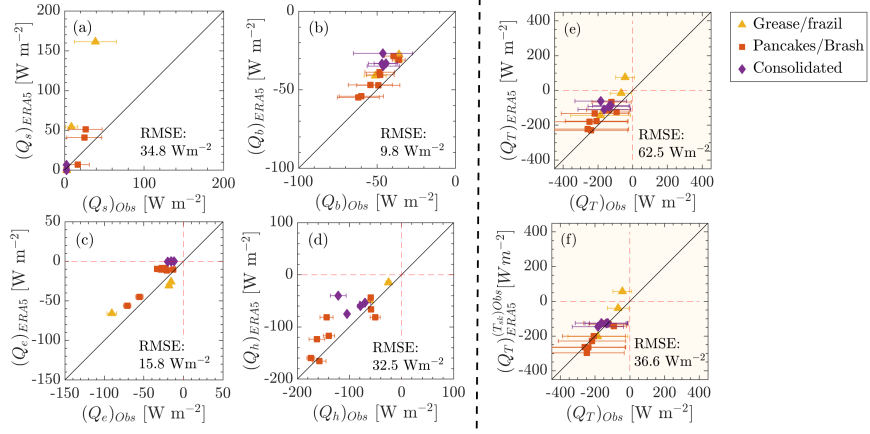 (a)
200
150
100
50
0
(Q_s)_ERA5 [W m⁻²]
RMSE:
34.8 Wm⁻²
0
200
(Q_s)_Obs [W m⁻²]
(b)
0
-50
-100
(Q_b)_ERA5 [W m⁻²]
RMSE:
9.8 Wm⁻²
-100
-50
0
(Q_b)_Obs [W m⁻²]
(e)
400
200
0
-200
-400
(Q_T)_ERA5 [W m⁻²]
RMSE:
62.5 Wm⁻²
-400
-200
0
200
400
(Q_T)_Obs [W m⁻²]
Grease/frazil
Pancakes/Brash
Consolidated
(c)
50
0
-50
-100
-150
(Q_e)_ERA5 [W m⁻²]
RMSE:
15.8 Wm⁻²
-150
-100
-50
0
50
(Q_e)_Obs [W m⁻²]
(d)
100
0
-100
-200
(Q_h)_ERA5 [W m⁻²]
RMSE:
32.5 Wm⁻²
-200
-100
0
100
(Q_h)_Obs [W m⁻²]
(f)
400
200
0
-200
-400
(Q_T)_ERA5^(T_sk)Obs [Wm⁻²]
RMSE:
36.6 Wm⁻²
-400
-200
0
200
400
(Q_T)_Obs [W m⁻²]